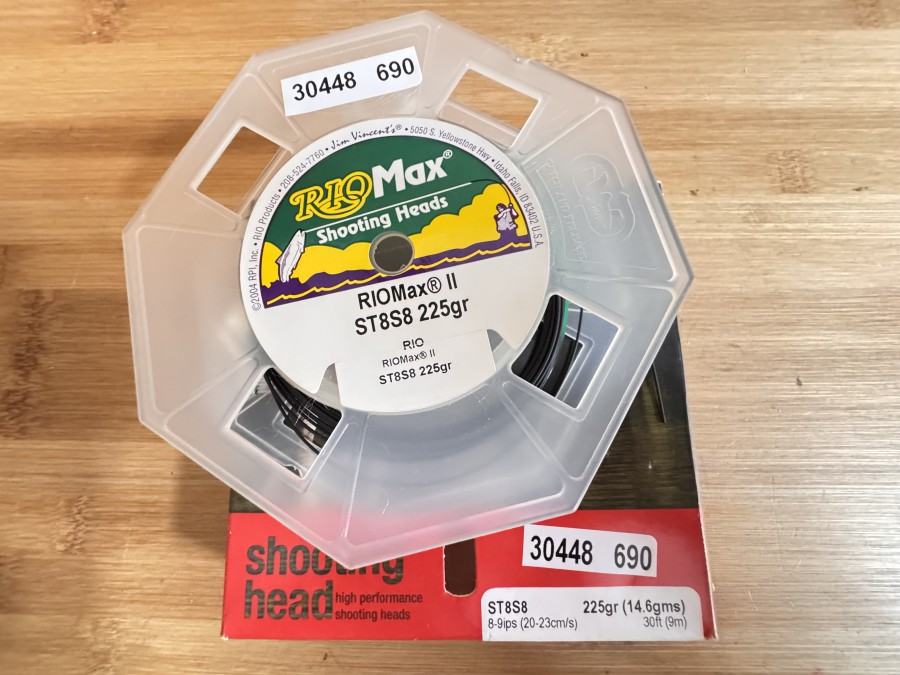 30448 690
©2004 RPI, Inc. • RIO Products • 208-524-7760 • Jim Vincent's® • 5050 S. Yellowstone Hwy • Idaho Falls, ID 83402 U.S.A.
RIOMax®
Shooting Heads
RIOMax® II
ST8S8 225gr
RIO
RIOMax® II
ST8S8 225gr
30448 690
shooting
head high performance
shooting heads
ST8S8 225gr (14.6gms)
8-9ips (20-23cm/s) 30ft (9m)